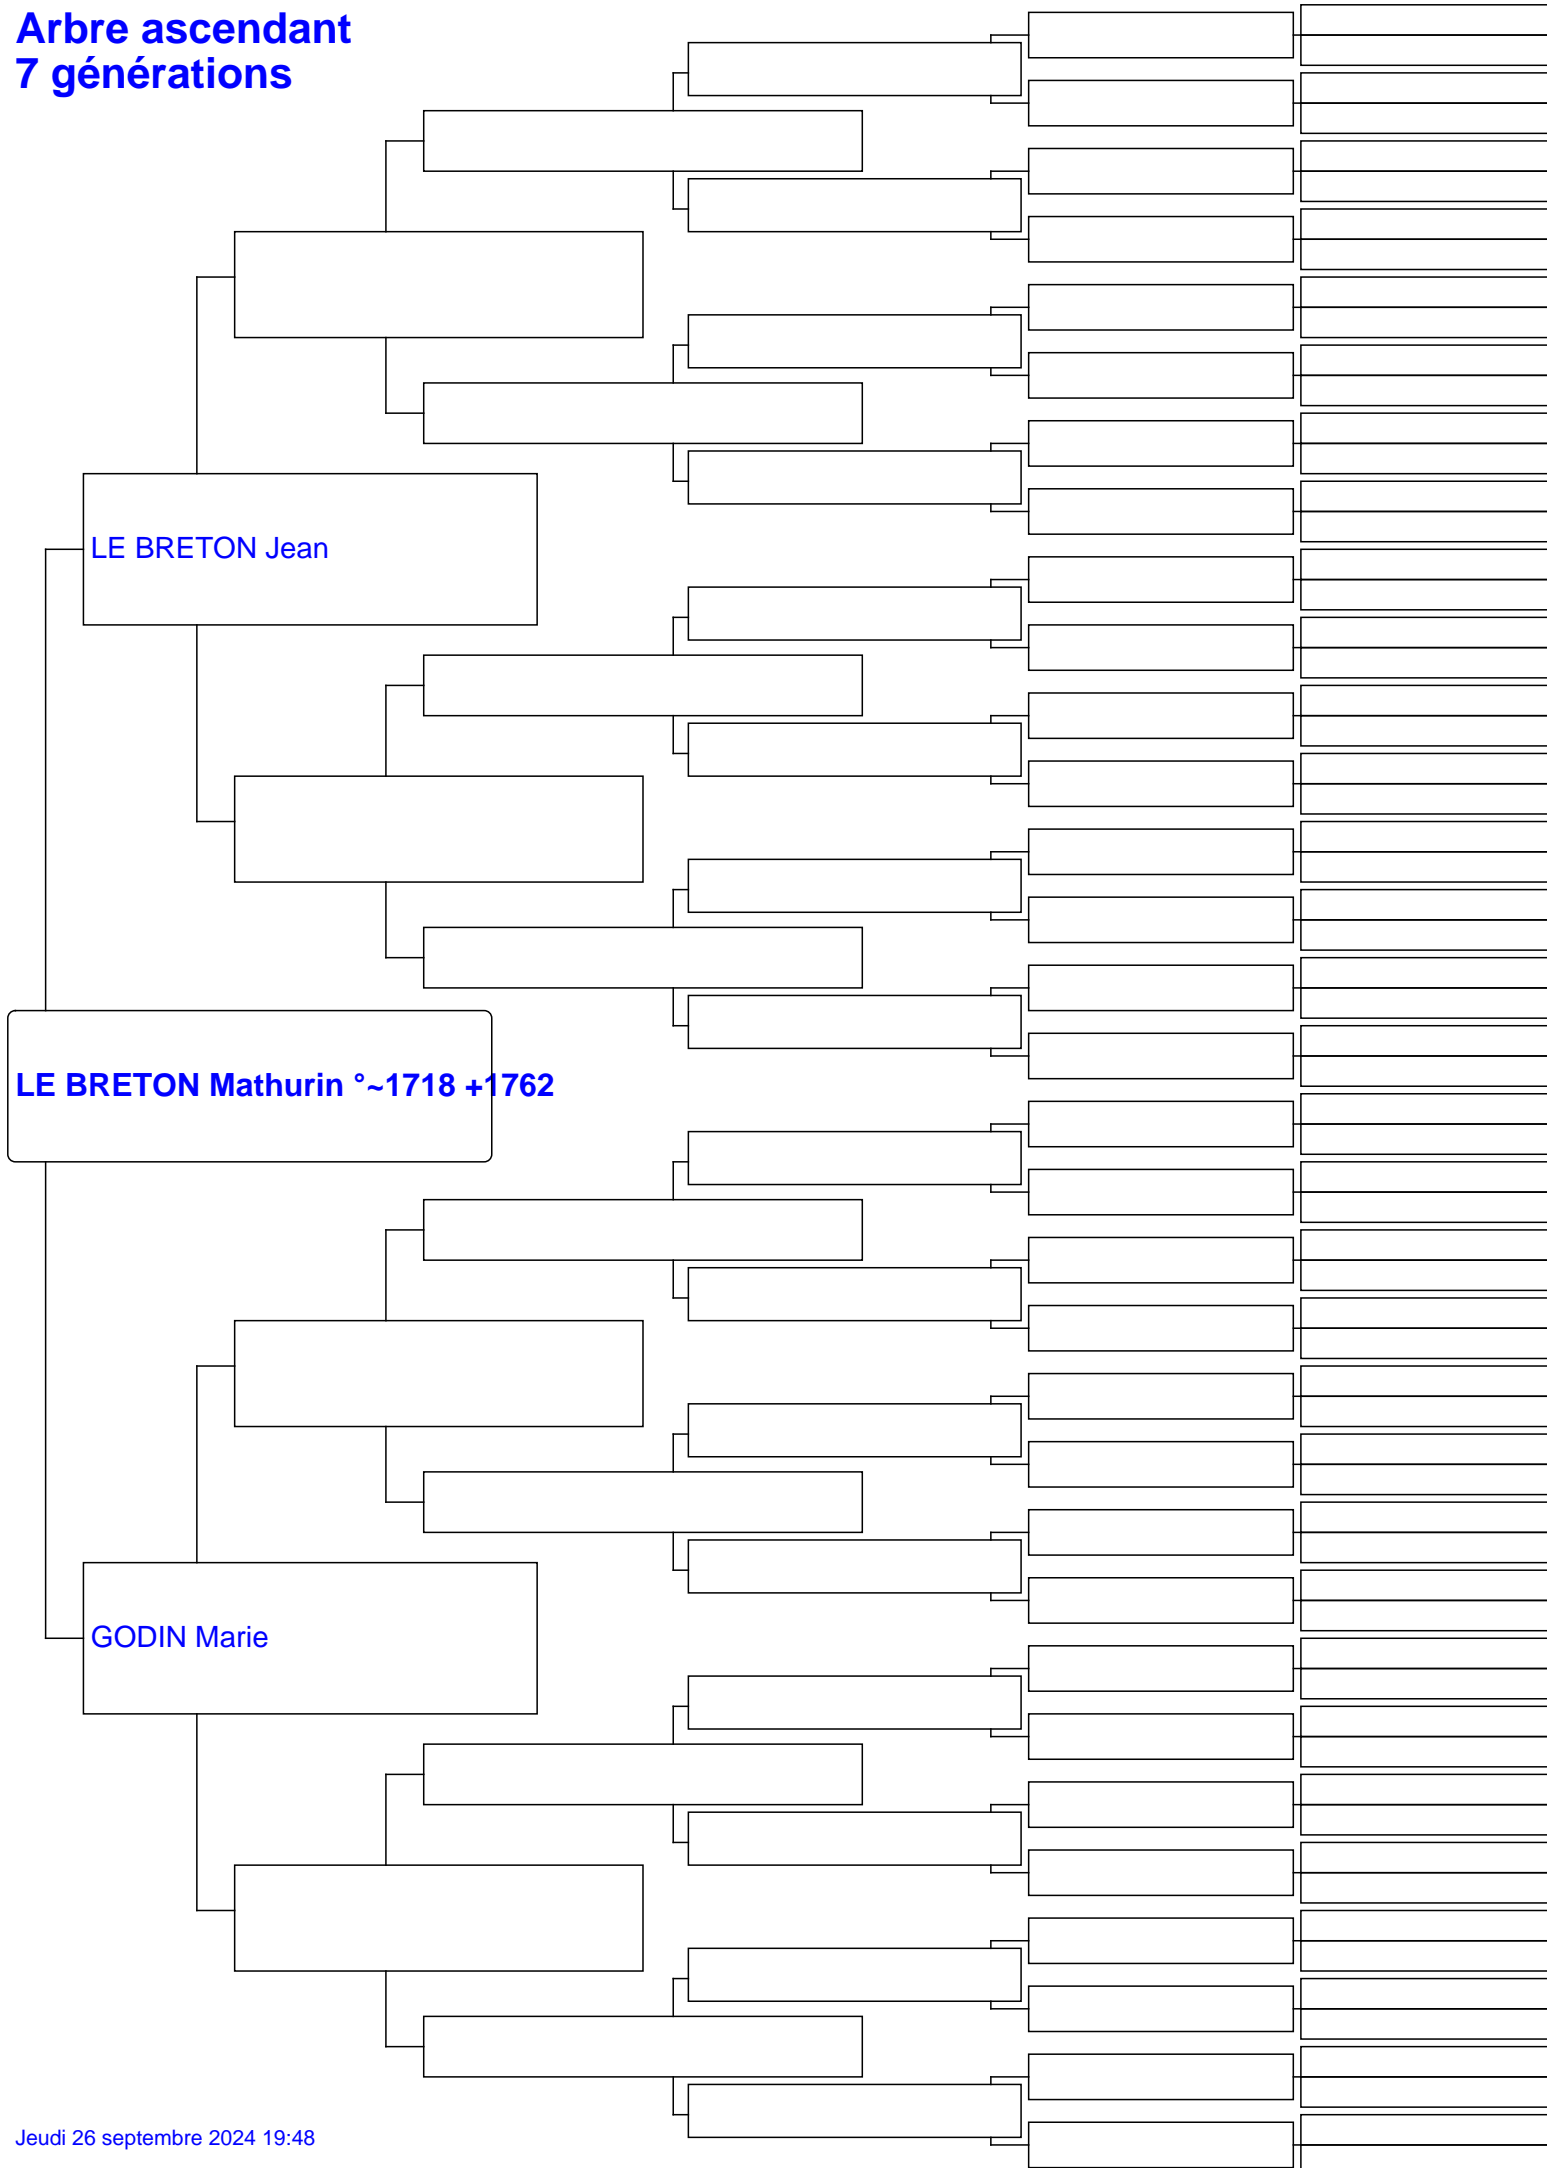 Arbre ascendant
7 générations
LE BRETON Jean
LE BRETON Mathurin °~1718 +1762
GODIN Marie
Jeudi 26 septembre 2024 19:48